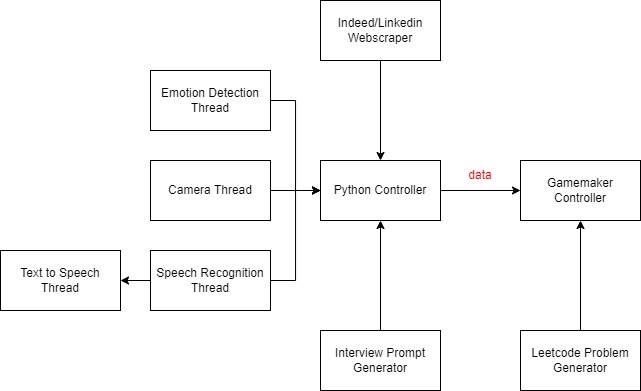 Indeed/Linkedin
Webscraper
Emotion Detection
Thread
Camera Thread
Python Controller
data
Gamemaker
Controller
Text to Speech
Thread
Speech Recognition
Thread
Interview Prompt
Generator
Leetcode Problem
Generator